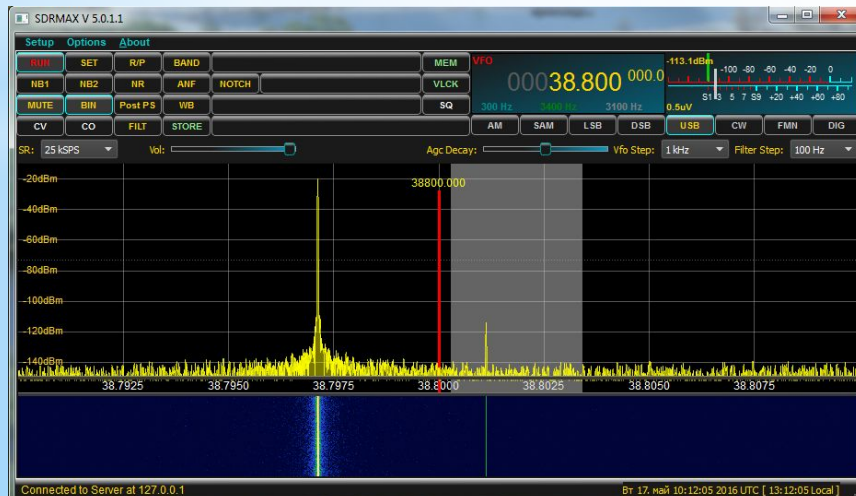 SDRMAX V 5.0.1.1
Setup Options About
RUN SET R/P BAND MEM
NB1 NB2 NR ANF NOTCH VLCK
MUTE BIN Post PS WB SQ
CV CO FILT STORE
VFO
00038.800 000.0
300 Hz 3400 Hz 3100 Hz
AM SAM LSB DSB USB CW FMN DIG
-113.1dBm
-100 -80 -60 -40 -20 0
S1 3 5 7 S9 +20 +40 +60 +80
0.5uV
SR: 25 kSPS Vol: Agc Decay: Vfo Step: 1 kHz Filter Step: 100 Hz
38800.000
-20dBm
-40dBm
-60dBm
-80dBm
-100dBm
-120dBm
-140dBm
38.7925 38.7950 38.7975 38.8000 38.8025 38.8050 38.8075
Connected to Server at 127.0.0.1 Вт 17. май 10:12:05 2016 UTC [ 13:12:05 Local ]